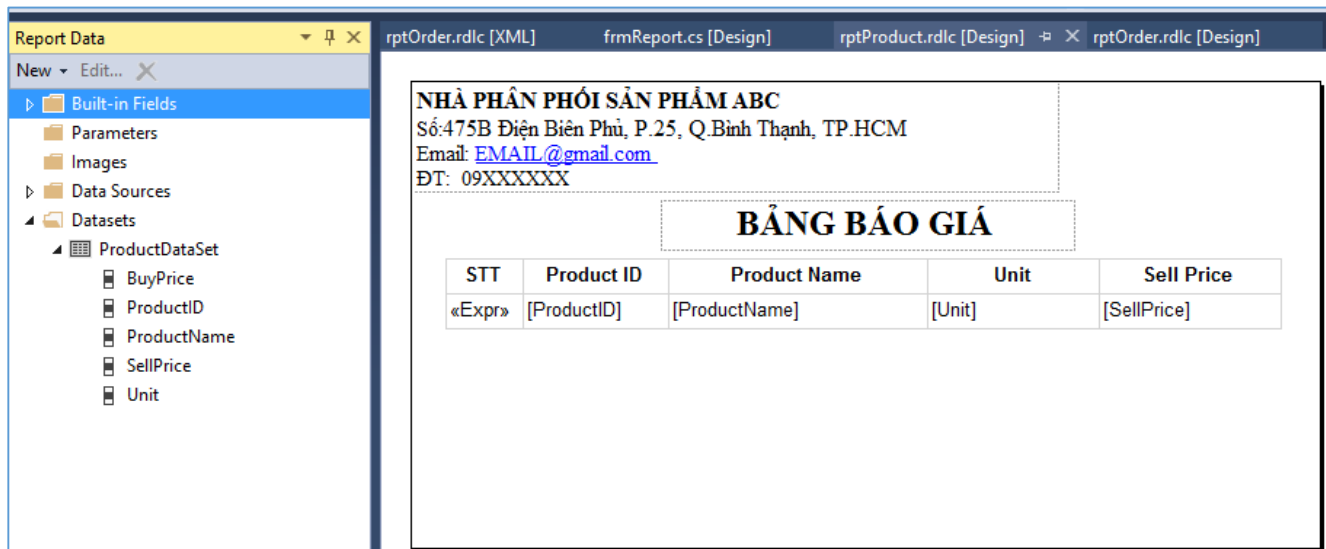 Report Data
rptOrder.rdlc [XML] frmReport.cs [Design] rptProduct.rdlc [Design] rptOrder.rdlc [Design]
New Edit...
Built-in Fields
Parameters
Images
Data Sources
Datasets
ProductDataSet
BuyPrice
ProductID
ProductName
SellPrice
Unit
NHÀ PHÂN PHỐI SẢN PHẨM ABC
Số:475B Điện Biên Phủ, P.25, Q.Bình Thạnh, TP.HCM
Email: EMAIL@gmail.com
ĐT: 09XXXXXX
BẢNG BÁO GIÁ
STT Product ID Product Name Unit Sell Price
«Expr» [ProductID] [ProductName] [Unit] [SellPrice]